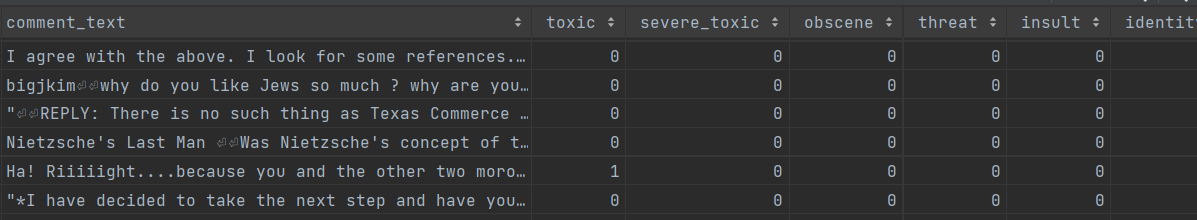 comment_text toxic severe_toxic obscene threat insult identit
I agree with the above. I look for some references.… 0 0 0 0 0
bigjkim⏎⏎why do you like Jews so much ? why are you… 0 0 0 0 0
"⏎⏎REPLY: There is no such thing as Texas Commerce … 0 0 0 0 0
Nietzsche's Last Man ⏎⏎Was Nietzsche's concept of t… 0 0 0 0 0
Ha! Riiiiight....because you and the other two moro… 1 0 0 0 0
"*I have decided to take the next step and have you… 0 0 0 0 0